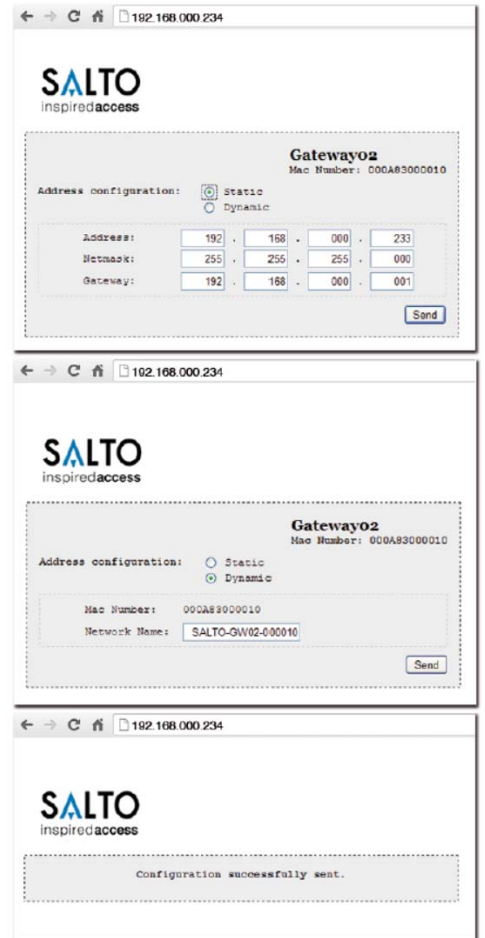 192.168.000.234
SALTO
inspiredaccess
Gateway02
Mac Number: 000A83000010
Address configuration: Static
Dynamic
Address: 192 . 168 . 000 . 233
Netmask: 255 . 255 . 255 . 000
Gateway: 192 . 168 . 000 . 001
Send
192.168.000.234
SALTO
inspiredaccess
Gateway02
Mac Number: 000A83000010
Address configuration: Static
Dynamic
Mac Number: 000A83000010
Network Name: SALTO-GW02-000010
Send
192.168.000.234
SALTO
inspiredaccess
Configuration successfully sent.